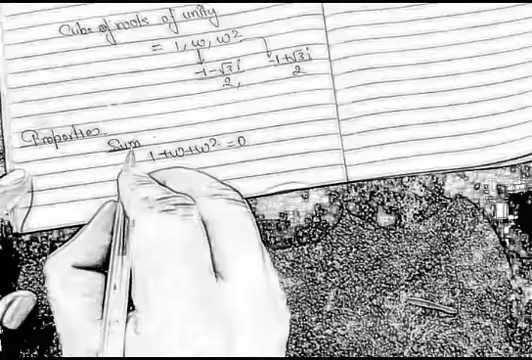 Cube of roots of unity
= 1, ω, ω²
-1-√3i/2, -1+√3i/2
Properties
Sum 1+ω+ω² = 0